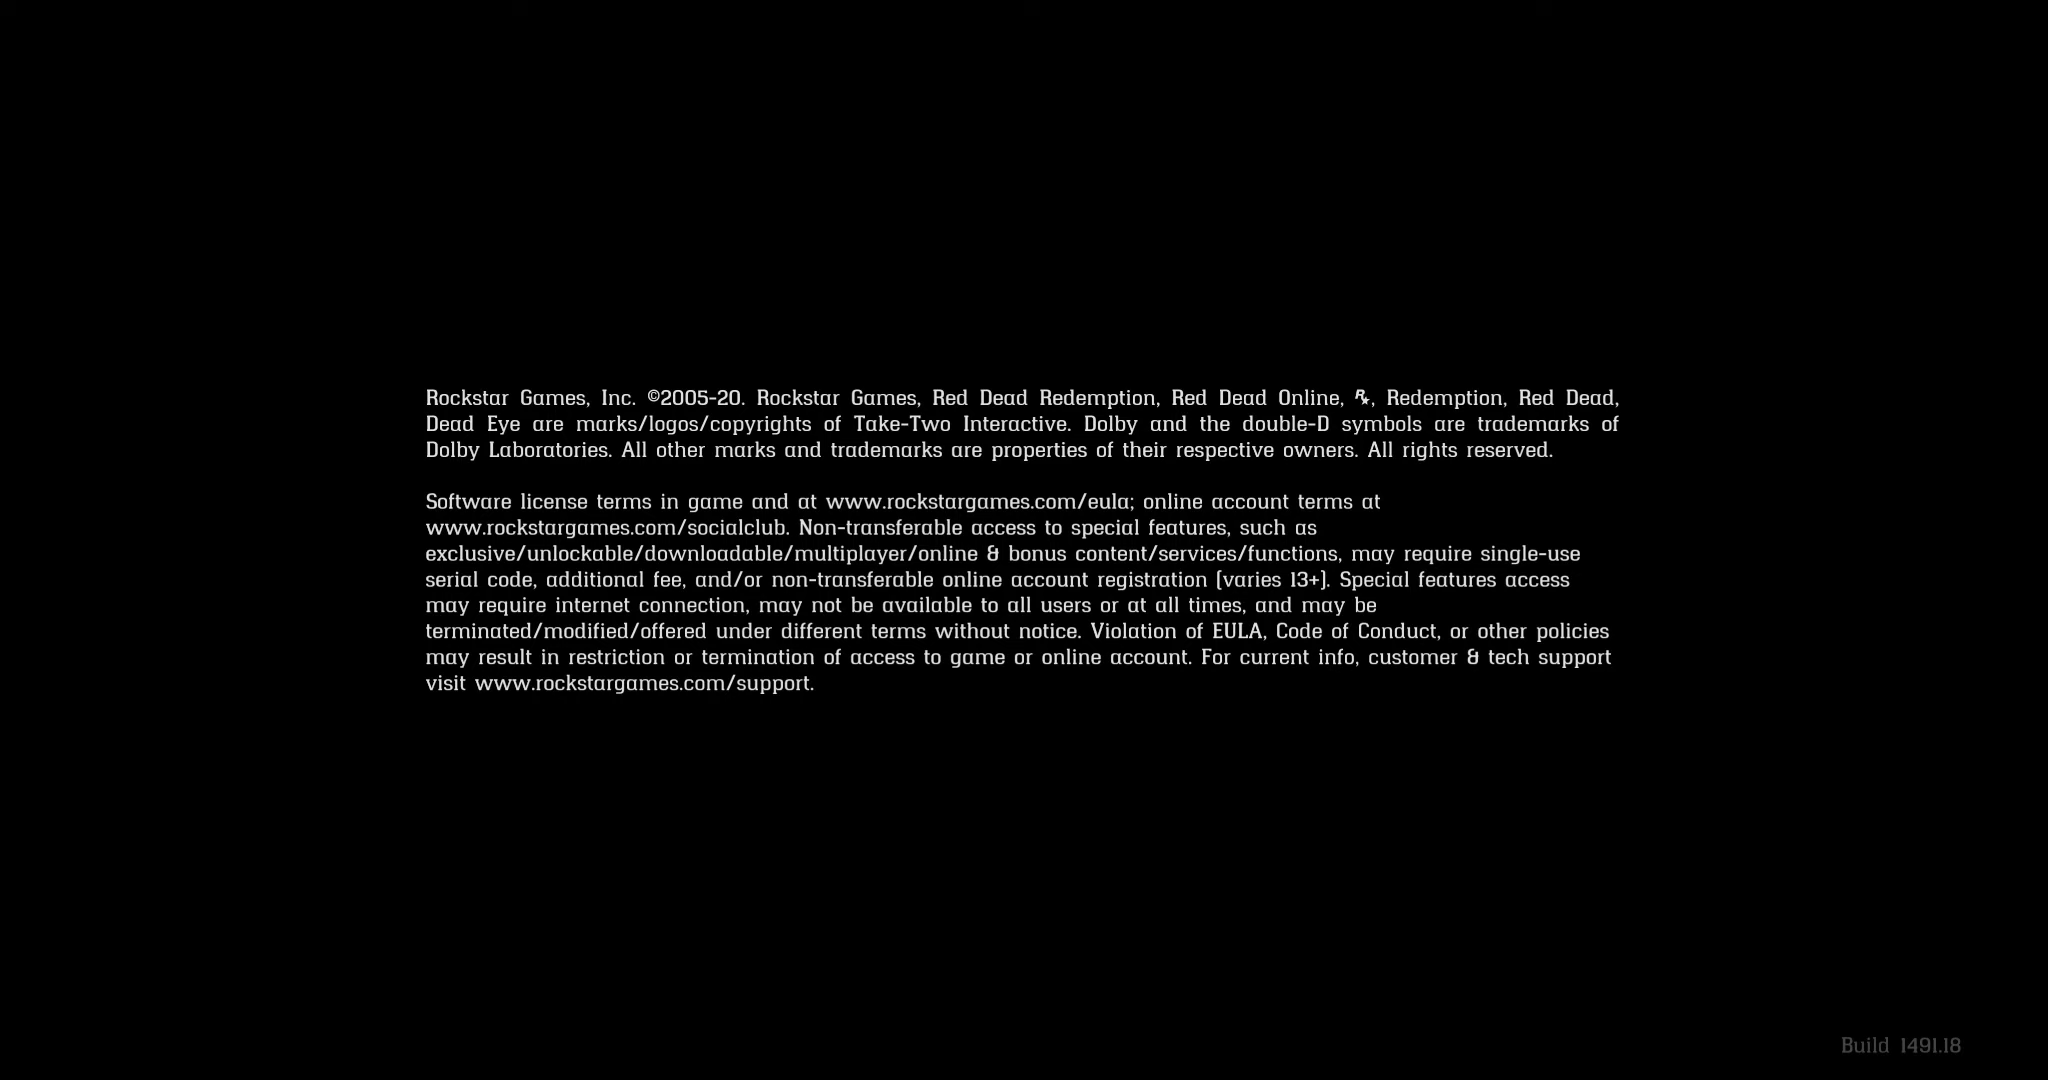 Rockstar Games, Inc. ©2005-20. Rockstar Games, Red Dead Redemption, Red Dead Online, R★, Redemption, Red Dead,
Dead Eye are marks/logos/copyrights of Take-Two Interactive. Dolby and the double-D symbols are trademarks of
Dolby Laboratories. All other marks and trademarks are properties of their respective owners. All rights reserved.
Software license terms in game and at www.rockstargames.com/eula; online account terms at
www.rockstargames.com/socialclub. Non-transferable access to special features, such as
exclusive/unlockable/downloadable/multiplayer/online & bonus content/services/functions, may require single-use
serial code, additional fee, and/or non-transferable online account registration (varies 13+). Special features access
may require internet connection, may not be available to all users or at all times, and may be
terminated/modified/offered under different terms without notice. Violation of EULA, Code of Conduct, or other policies
may result in restriction or termination of access to game or online account. For current info, customer & tech support
visit www.rockstargames.com/support.
Build 1491.18